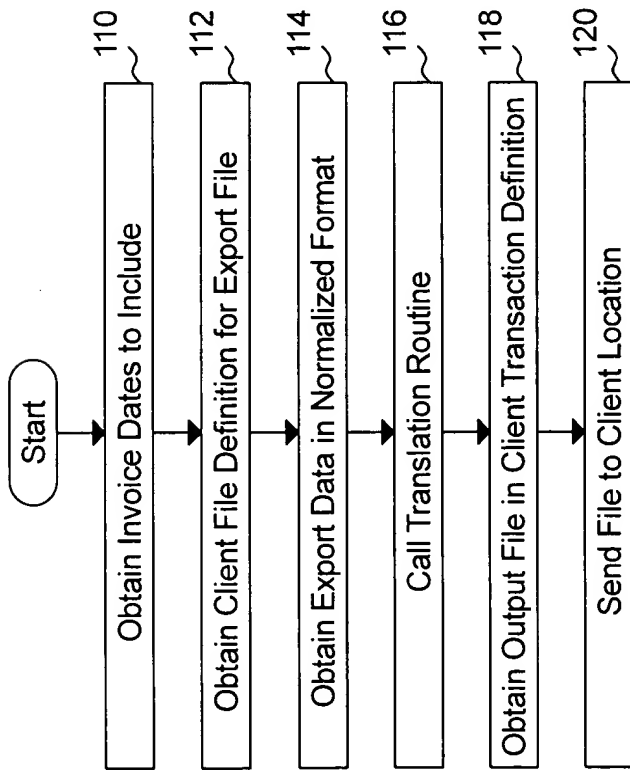 Start
Obtain Invoice Dates to Include
110
Obtain Client File Definition for Export File
112
Obtain Export Data in Normalized Format
114
Call Translation Routine
116
Obtain Output File in Client Transaction Definition
118
Send File to Client Location
120